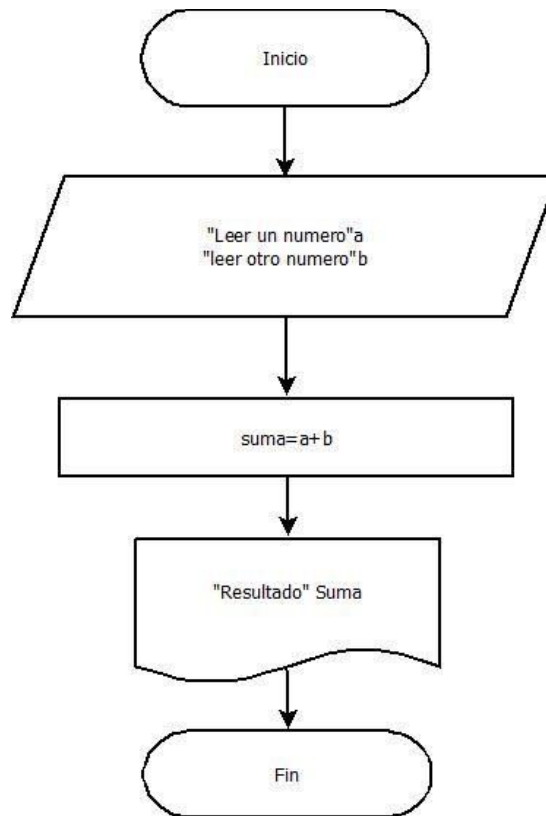 Inicio
"Leer un numero"a
"leer otro numero"b
suma=a+b
"Resultado" Suma
Fin